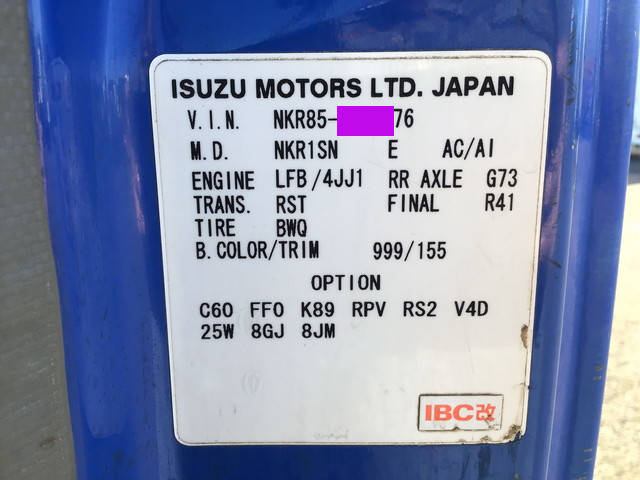 ISUZU MOTORS LTD. JAPAN
V.I.N. NKR85- 76
M.D. NKR1SN E AC/AI
ENGINE LFB/4JJ1 RR AXLE G73
TRANS. RST FINAL R41
TIRE BWQ
B.COLOR/TRIM 999/155
OPTION
C60 FF0 K89 RPV RS2 V4D
25W 8GJ 8JM
IBC改